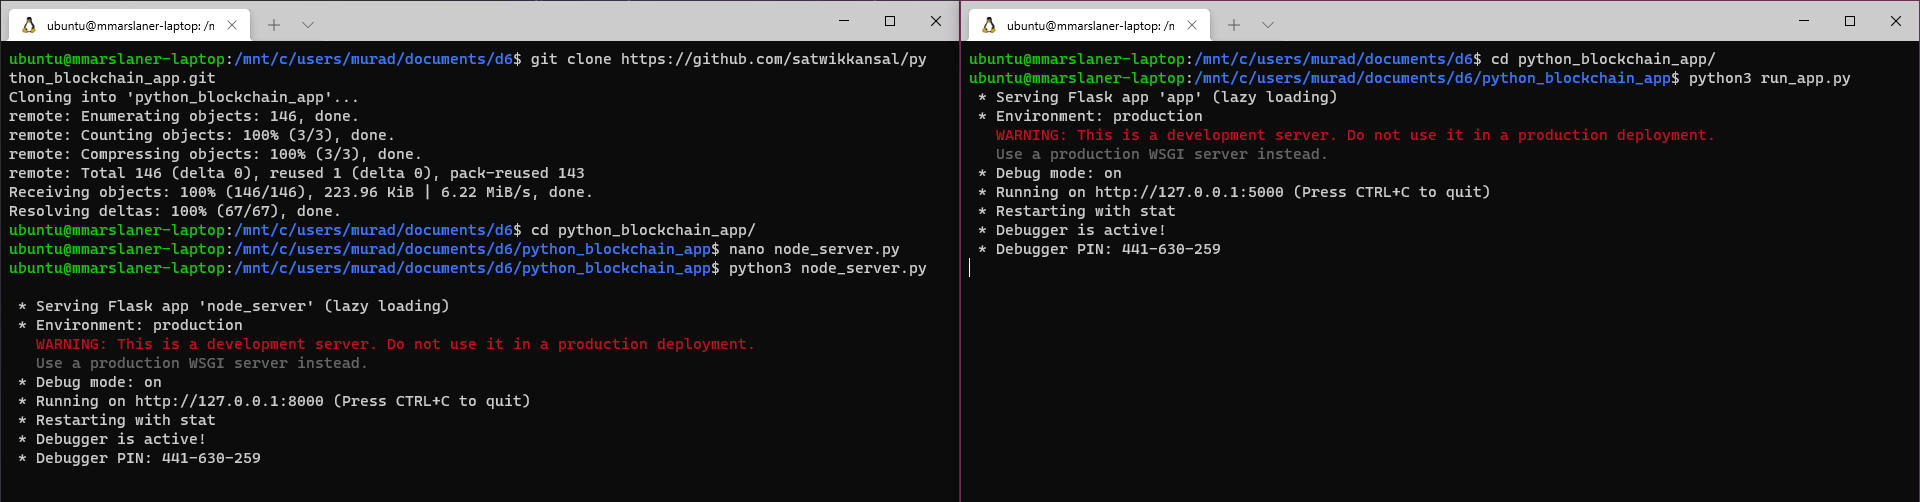 ubuntu@mmarslaner-laptop: /n
ubuntu@mmarslaner-laptop:/mnt/c/users/murad/documents/d6$ git clone https://github.com/satwikkansal/py
thon_blockchain_app.git
Cloning into 'python_blockchain_app'...
remote: Enumerating objects: 146, done.
remote: Counting objects: 100% (3/3), done.
remote: Compressing objects: 100% (3/3), done.
remote: Total 146 (delta 0), reused 1 (delta 0), pack-reused 143
Receiving objects: 100% (146/146), 223.96 KiB | 6.22 MiB/s, done.
Resolving deltas: 100% (67/67), done.
ubuntu@mmarslaner-laptop:/mnt/c/users/murad/documents/d6$ cd python_blockchain_app/
ubuntu@mmarslaner-laptop:/mnt/c/users/murad/documents/d6/python_blockchain_app$ nano node_server.py
ubuntu@mmarslaner-laptop:/mnt/c/users/murad/documents/d6/python_blockchain_app$ python3 node_server.py
* Serving Flask app 'node_server' (lazy loading)
* Environment: production
WARNING: This is a development server. Do not use it in a production deployment.
Use a production WSGI server instead.
* Debug mode: on
* Running on http://127.0.0.1:8000 (Press CTRL+C to quit)
* Restarting with stat
* Debugger is active!
* Debugger PIN: 441-630-259
ubuntu@mmarslaner-laptop: /n
ubuntu@mmarslaner-laptop:/mnt/c/users/murad/documents/d6$ cd python_blockchain_app/
ubuntu@mmarslaner-laptop:/mnt/c/users/murad/documents/d6/python_blockchain_app$ python3 run_app.py
* Serving Flask app 'app' (lazy loading)
* Environment: production
WARNING: This is a development server. Do not use it in a production deployment.
Use a production WSGI server instead.
* Debug mode: on
* Running on http://127.0.0.1:5000 (Press CTRL+C to quit)
* Restarting with stat
* Debugger is active!
* Debugger PIN: 441-630-259